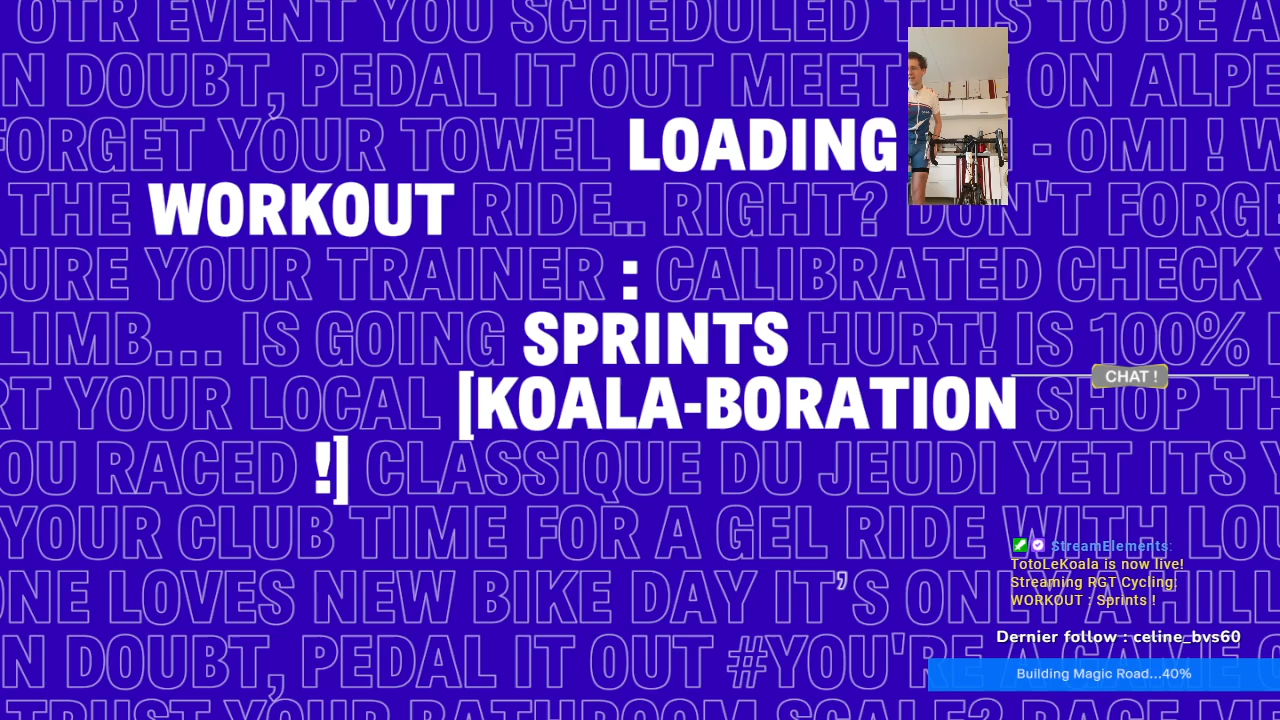 OTR EVENT YOU SCHEDULED THIS TO BE A
N DOUBT, PEDAL IT OUT MEET ON ALPE
FORGET YOUR TOWEL LOADING - OMI ! W
THE WORKOUT RIDE.. RIGHT? DON'T FORGE
SURE YOUR TRAINER : CALIBRATED CHECK
LIMB... IS GOING SPRINTS HURT! IS 100%
CHAT !
RT YOUR LOCAL [KOALA-BORATION SHOP TH
OU RACED !] CLASSIQUE DU JEUDI YET ITS Y
YOUR CLUB TIME FOR A GEL RIDE WITH LOU
StreamElements:
TotoLeKoala is now live!
Streaming RGT Cycling:
WORKOUT : Sprints !
ONE LOVES NEW BIKE DAY IT'S ONLY A HILL
Dernier follow : celine_bvs60
N DOUBT, PEDAL IT OUT #YOU'RE A GAME
Building Magic Road...40%
TRUST YOUR BATHROOM SCALE? RACE ME